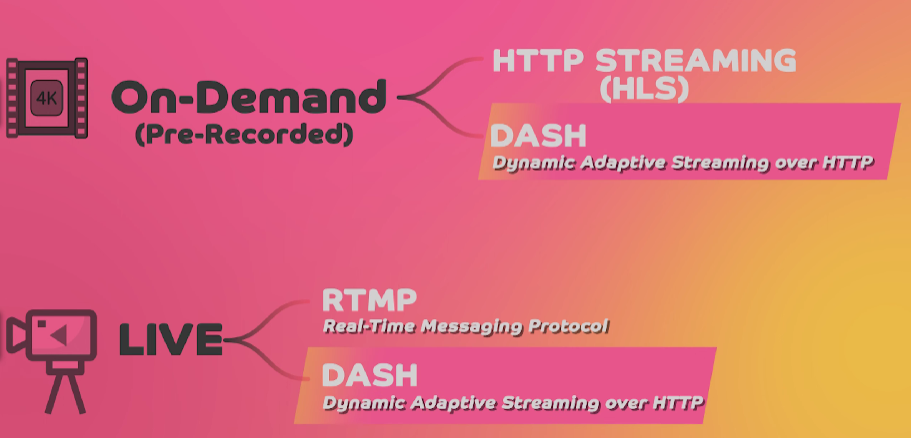 4K
On-Demand
(Pre-Recorded)
HTTP STREAMING
(HLS)
DASH
Dynamic Adaptive Streaming over HTTP
LIVE
RTMP
Real-Time Messaging Protocol
DASH
Dynamic Adaptive Streaming over HTTP